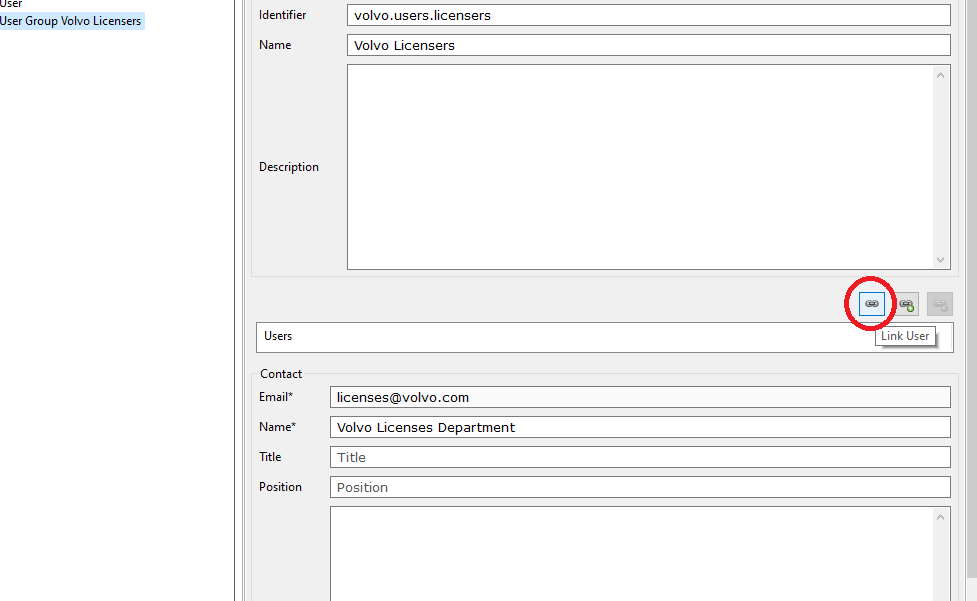 User
User Group Volvo Licensers
Identifier
volvo.users.licensers
Name
Volvo Licensers
Description
Link User
Users
Contact
Email*
licenses@volvo.com
Name*
Volvo Licenses Department
Title
Title
Position
Position